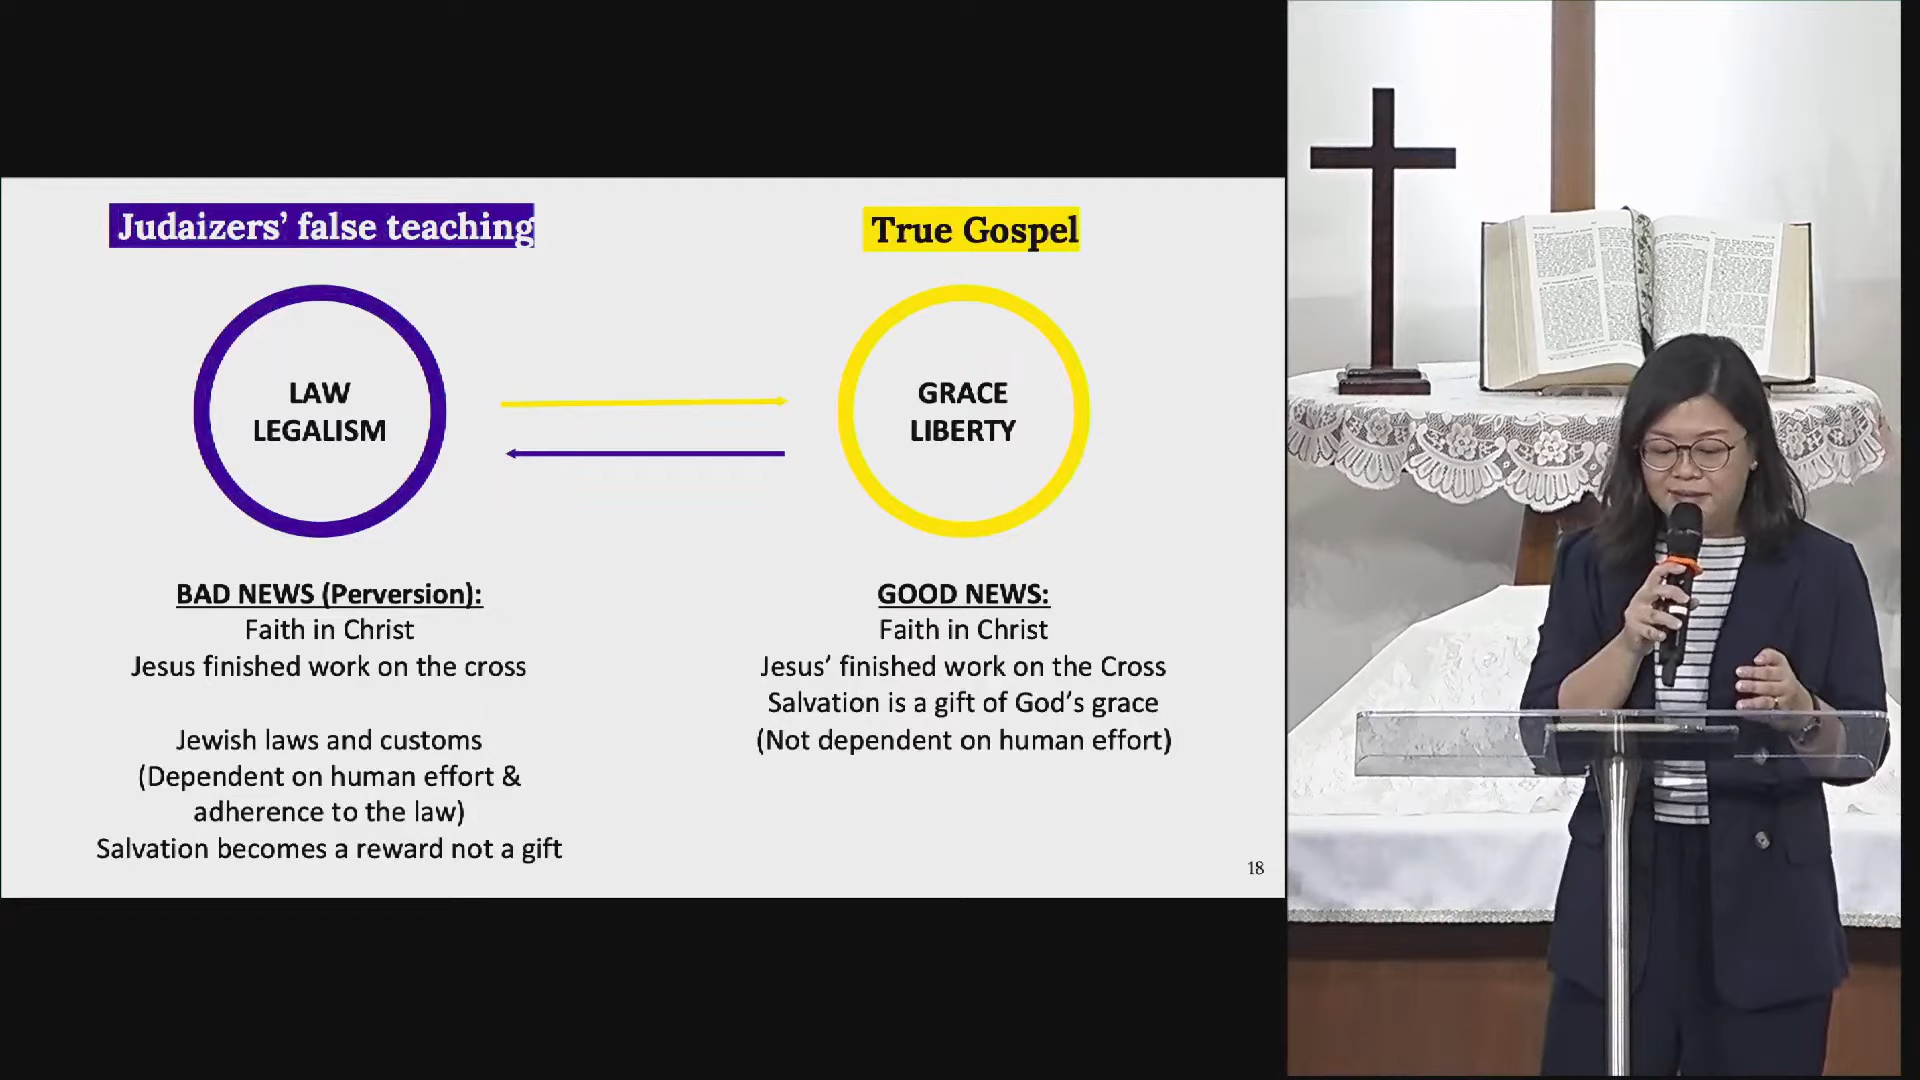 Judaizers’ false teaching
LAW
LEGALISM
BAD NEWS (Perversion):
Faith in Christ
Jesus finished work on the cross
Jewish laws and customs
(Dependent on human effort &
adherence to the law)
Salvation becomes a reward not a gift
True Gospel
GRACE
LIBERTY
GOOD NEWS:
Faith in Christ
Jesus’ finished work on the Cross
Salvation is a gift of God’s grace
(Not dependent on human effort)
18